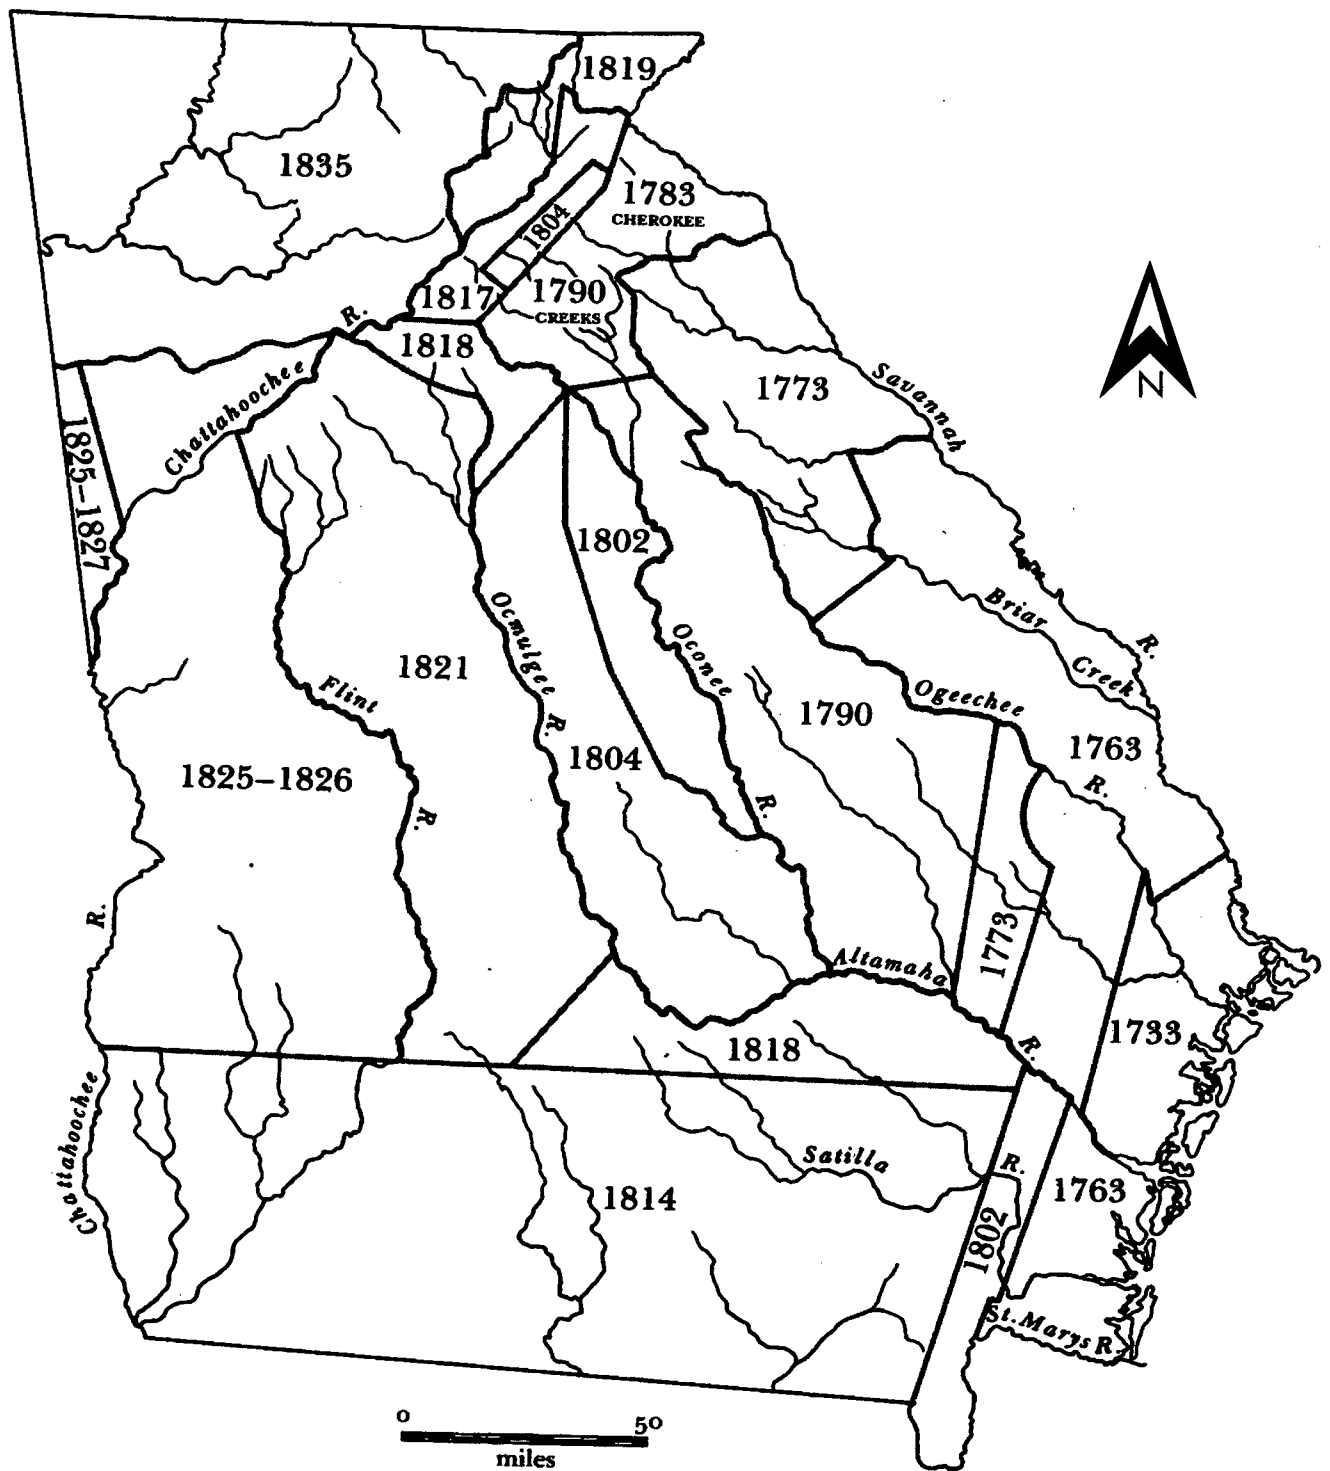 1819
1835
1783
CHEROKEE
1804
1817
1790
CREEKS
R.
1818
Chattahoochee
1773
Savannah
R.
N
1825–1827
1802
Briar
Creek
Ocmulgee R.
Oconee
R.
1821
Flint
R.
1790
Ogeechee
R.
1763
1804
1825–1826
R.
1773
Altamaha
R.
1733
1818
Chattahoochee
Satilla
R.
1814
1763
1802
St. Marys R.
0 50
miles